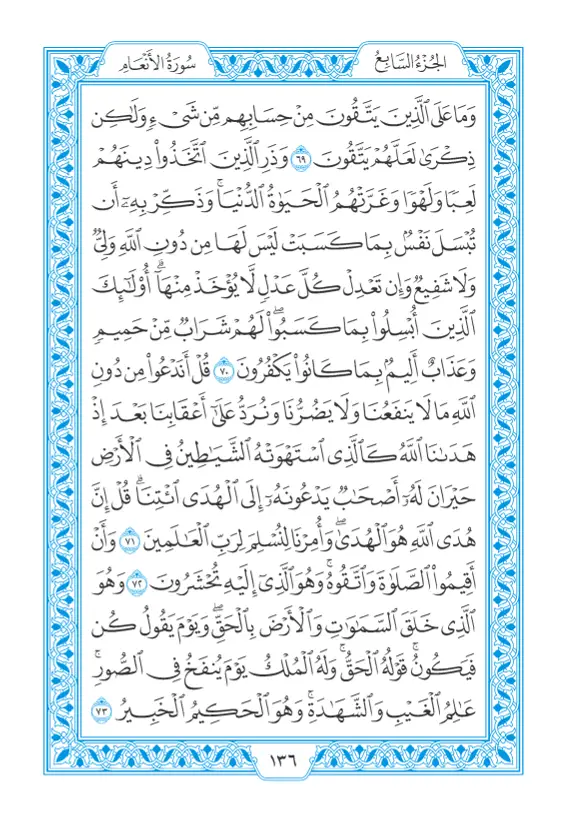 سُورَةُ الأَنْعَامِ
الجُزْءُ السَّابِعُ
وَمَا عَلَى ٱلَّذِينَ يَتَّقُونَ مِنْ حِسَابِهِم مِّن شَىْءٍ وَلَٰكِن
ذِكْرَىٰ لَعَلَّهُمْ يَتَّقُونَ ٦٩ وَذَرِ ٱلَّذِينَ ٱتَّخَذُوا۟ دِينَهُمْ
لَعِبًا وَلَهْوًا وَغَرَّتْهُمُ ٱلْحَيَوٰةُ ٱلدُّنْيَا ۚ وَذَكِّرْ بِهِۦٓ أَن
تُبْسَلَ نَفْسٌۢ بِمَا كَسَبَتْ لَيْسَ لَهَا مِن دُونِ ٱللَّهِ وَلِىٌّ
وَلَا شَفِيعٌ وَإِن تَعْدِلْ كُلَّ عَدْلٍ لَّا يُؤْخَذْ مِنْهَآ ۗ أُو۟لَٰٓئِكَ
ٱلَّذِينَ أُبْسِلُوا۟ بِمَا كَسَبُوا۟ ۖ لَهُمْ شَرَابٌ مِّنْ حَمِيمٍ
وَعَذَابٌ أَلِيمٌۢ بِمَا كَانُوا۟ يَكْفُرُونَ ٧٠ قُلْ أَنَدْعُوا۟ مِن دُونِ
ٱللَّهِ مَا لَا يَنفَعُنَا وَلَا يَضُرُّنَا وَنُرَدُّ عَلَىٰٓ أَعْقَابِنَا بَعْدَ إِذْ
هَدَىٰنَا ٱللَّهُ كَٱلَّذِى ٱسْتَهْوَتْهُ ٱلشَّيَٰطِينُ فِى ٱلْأَرْضِ
حَيْرَانَ لَهُۥٓ أَصْحَٰبٌ يَدْعُونَهُۥٓ إِلَى ٱلْهُدَى ٱئْتِنَا ۗ قُلْ إِنَّ
هُدَى ٱللَّهِ هُوَ ٱلْهُدَىٰ ۖ وَأُمِرْنَا لِنُسْلِمَ لِرَبِّ ٱلْعَٰلَمِينَ ٧١ وَأَنْ
أَقِيمُوا۟ ٱلصَّلَوٰةَ وَٱتَّقُوهُ ۚ وَهُوَ ٱلَّذِىٓ إِلَيْهِ تُحْشَرُونَ ٧٢ وَهُوَ
ٱلَّذِى خَلَقَ ٱلسَّمَٰوَٰتِ وَٱلْأَرْضَ بِٱلْحَقِّ ۖ وَيَوْمَ يَقُولُ كُن
فَيَكُونُ ۚ قَوْلُهُ ٱلْحَقُّ ۚ وَلَهُ ٱلْمُلْكُ يَوْمَ يُنفَخُ فِى ٱلصُّورِ ۚ
عَٰلِمُ ٱلْغَيْبِ وَٱلشَّهَٰدَةِ ۚ وَهُوَ ٱلْحَكِيمُ ٱلْخَبِيرُ ٧٣
١٣٦